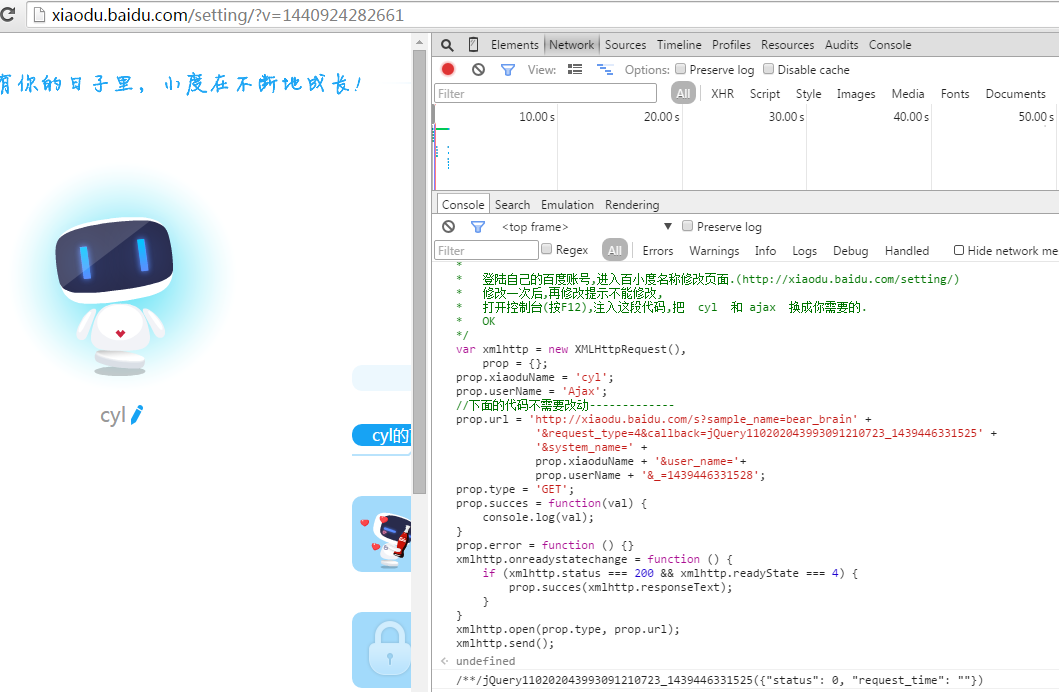 xiaodu.baidu.com/setting/?v=1440924282661
有你的日子里，小度在不断地成长！
cyl
cyl的
Elements Network Sources Timeline Profiles Resources Audits Console
View: Options: Preserve log Disable cache
Filter All XHR Script Style Images Media Fonts Documents
10.00 s 20.00 s 30.00 s 40.00 s 50.00 s
Console Search Emulation Rendering
<top frame> ▼ Preserve log
Filter Regex All Errors Warnings Info Logs Debug Handled Hide network me
*
* 登陆自己的百度账号,进入百小度名称修改页面.(http://xiaodu.baidu.com/setting/)
* 修改一次后,再修改提示不能修改,
* 打开控制台(按F12),注入这段代码,把 cyl 和 ajax 换成你需要的.
* OK
*/
var xmlhttp = new XMLHttpRequest(),
prop = {};
prop.xiaoduName = 'cyl';
prop.userName = 'Ajax';
//下面的代码不需要改动-------------
prop.url = 'http://xiaodu.baidu.com/s?sample_name=bear_brain' +
'&request_type=4&callback=jQuery110202043993091210723_1439446331525' +
'&system_name=' +
prop.xiaoduName + '&user_name='+
prop.userName + '&_=1439446331528';
prop.type = 'GET';
prop.succes = function(val) {
console.log(val);
}
prop.error = function () {}
xmlhttp.onreadystatechange = function () {
if (xmlhttp.status === 200 && xmlhttp.readyState === 4) {
prop.succes(xmlhttp.responseText);
}
}
xmlhttp.open(prop.type, prop.url);
xmlhttp.send();
undefined
/**/jQuery110202043993091210723_1439446331525({"status": 0, "request_time": ""})